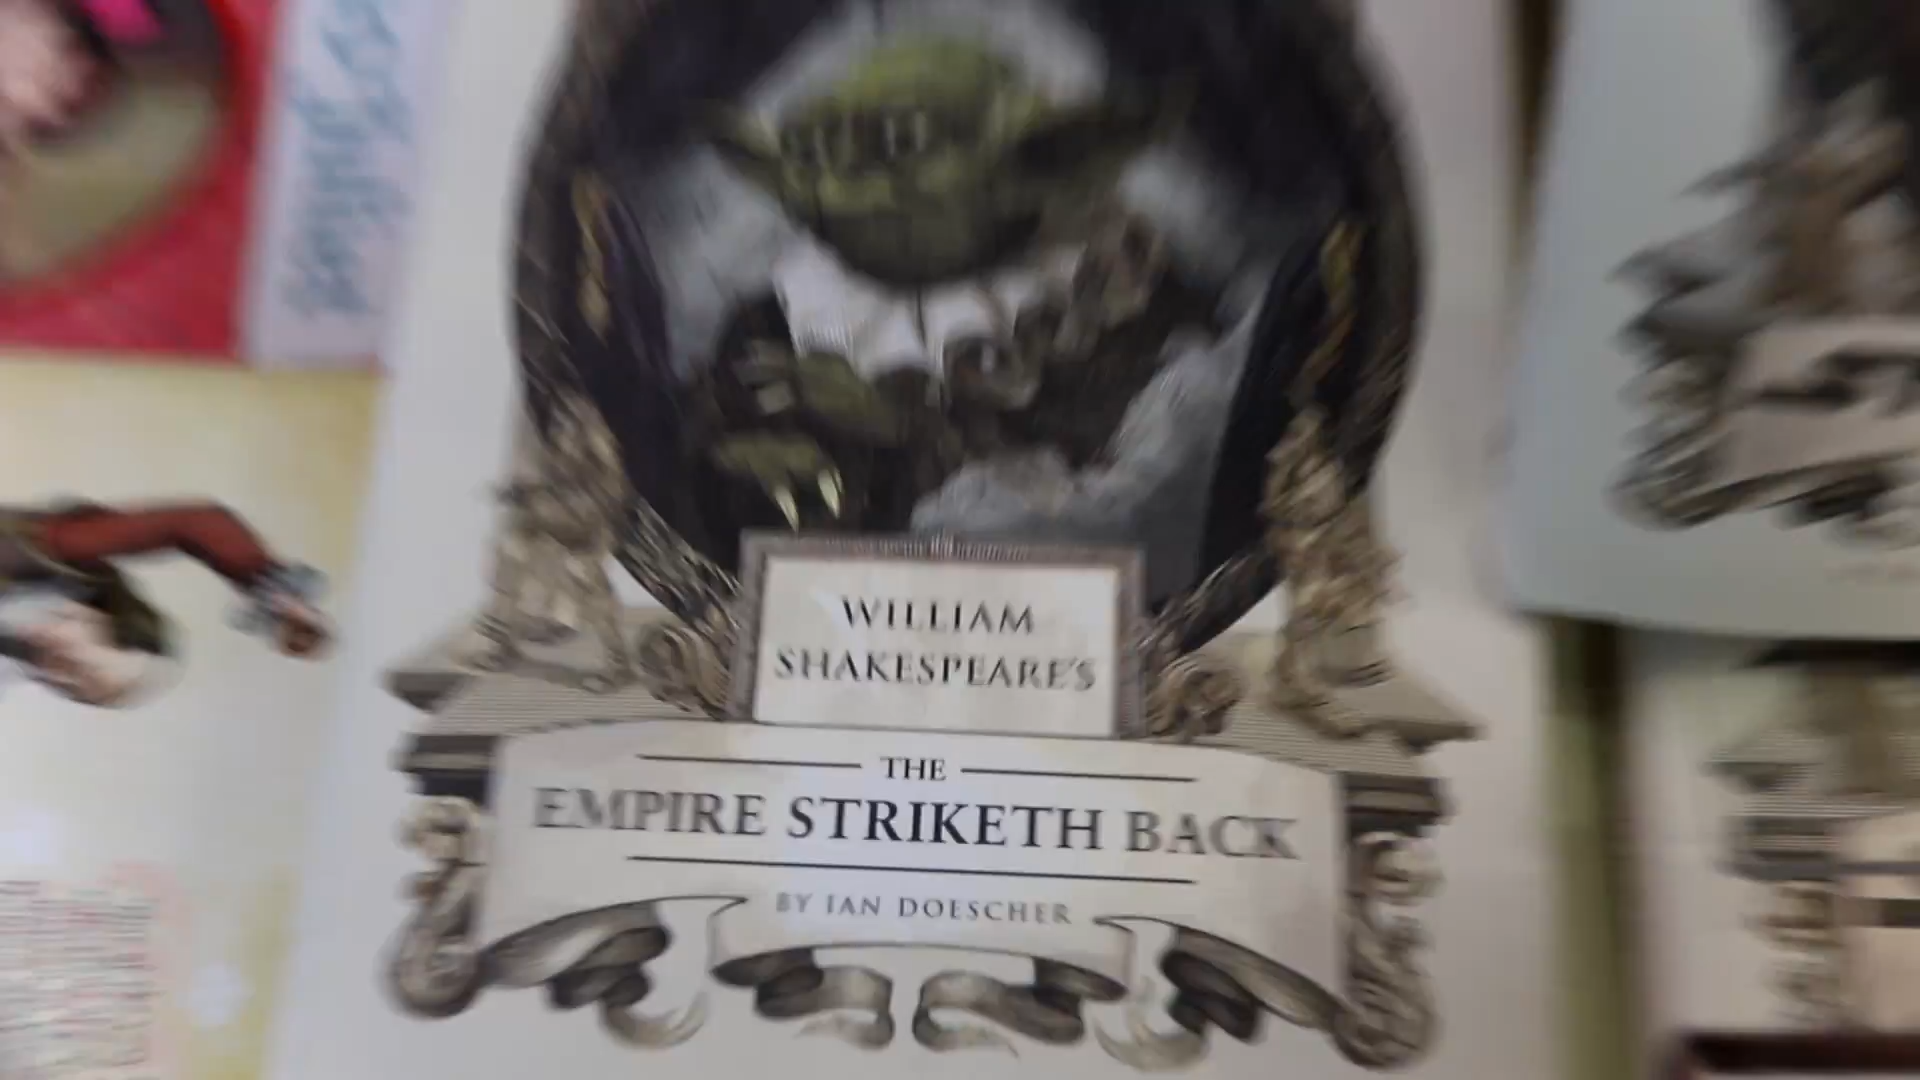 WILLIAM
SHAKESPEARE'S
THE
EMPIRE STRIKETH BACK
BY IAN DOESCHER